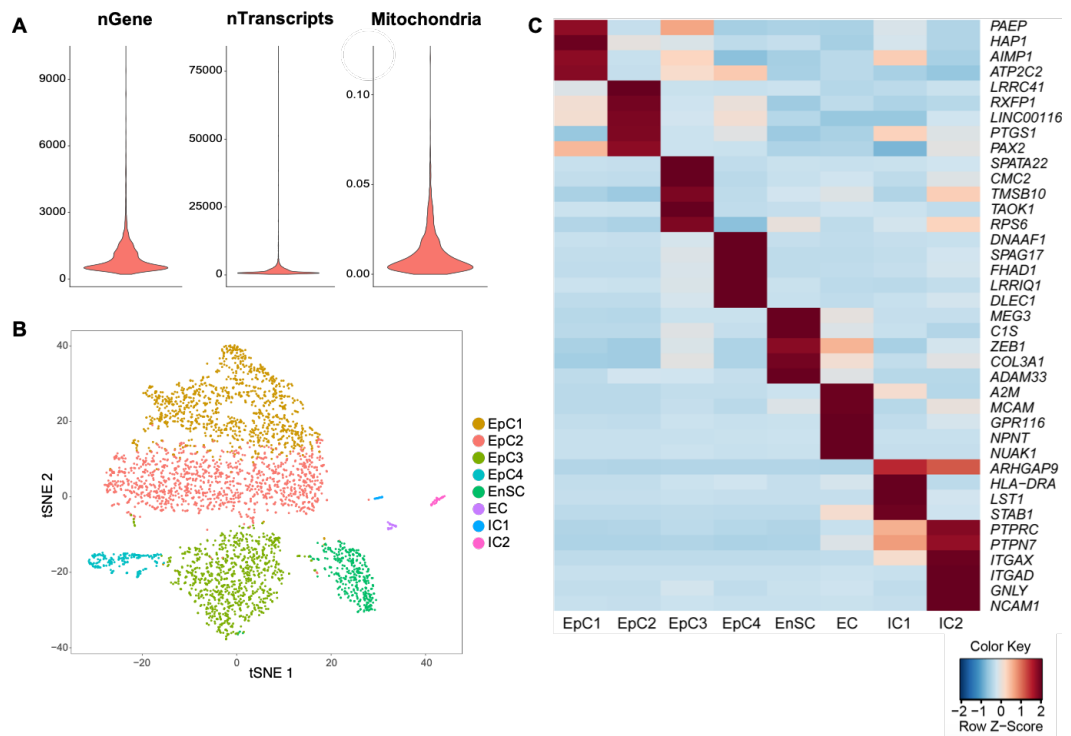 A
nGene
nTranscripts
Mitochondria
9000
6000
3000
0
75000
50000
25000
0
0.10
0.05
0.00
B
tSNE 2
40
20
0
−20
−40
−20
0
20
40
tSNE 1
EpC1
EpC2
EpC3
EpC4
EnSC
EC
IC1
IC2
C
PAEP
HAP1
AIMP1
ATP2C2
LRRC41
RXFP1
LINC00116
PTGS1
PAX2
SPATA22
CMC2
TMSB10
TAOK1
RPS6
DNAAF1
SPAG17
FHAD1
LRRIQ1
DLEC1
MEG3
C1S
ZEB1
COL3A1
ADAM33
A2M
MCAM
GPR116
NPNT
NUAK1
ARHGAP9
HLA−DRA
LST1
STAB1
PTPRC
PTPN7
ITGAX
ITGAD
GNLY
NCAM1
EpC1 EpC2 EpC3 EpC4 EnSC EC IC1 IC2
Color Key
−2 −1 0 1 2
Row Z−Score